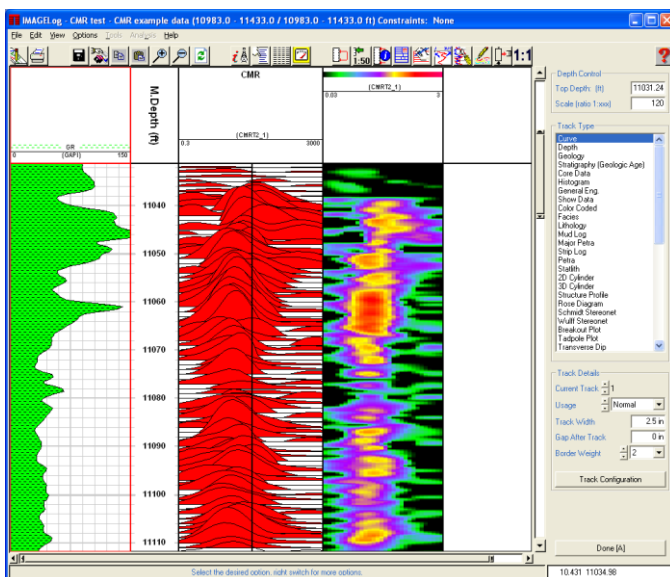 IMAGELog - CMR test - CMR example data (10983.0 - 11433.0 / 10983.0 - 11433.0 ft) Constraints: None
File Edit View Options Tools Analysis Help
1:50
1:1
GR
0 (GAPI) 150
M. Depth (ft)
CMR
(CMRT2_1)
0.3 3000
(CMRT2_1)
0.03 3
11040
11050
11060
11070
11080
11090
11100
11110
Depth Control
Top Depth: (ft) 11031.24
Scale (ratio 1:xxx) 120
Track Type
Curve
Depth
Geology
Stratigraphy (Geologic Age)
Core Data
Histogram
General Eng.
Show Data
Color Coded
Facies
Lithology
Mud Log
Major Petra
Strip Log
Petra
Statlith
2D Cylinder
3D Cylinder
Structure Profile
Rose Diagram
Schmidt Stereonet
Wulff Stereonet
Breakout Plot
Tadpole Plot
Transverse Dip
Track Details
Current Track 1
Usage Normal
Track Width 2.5 in
Gap After Track 0 in
Border Weight 2
Track Configuration
Done [A]
Select the desired option, right switch for more options.
10.431 11034.98